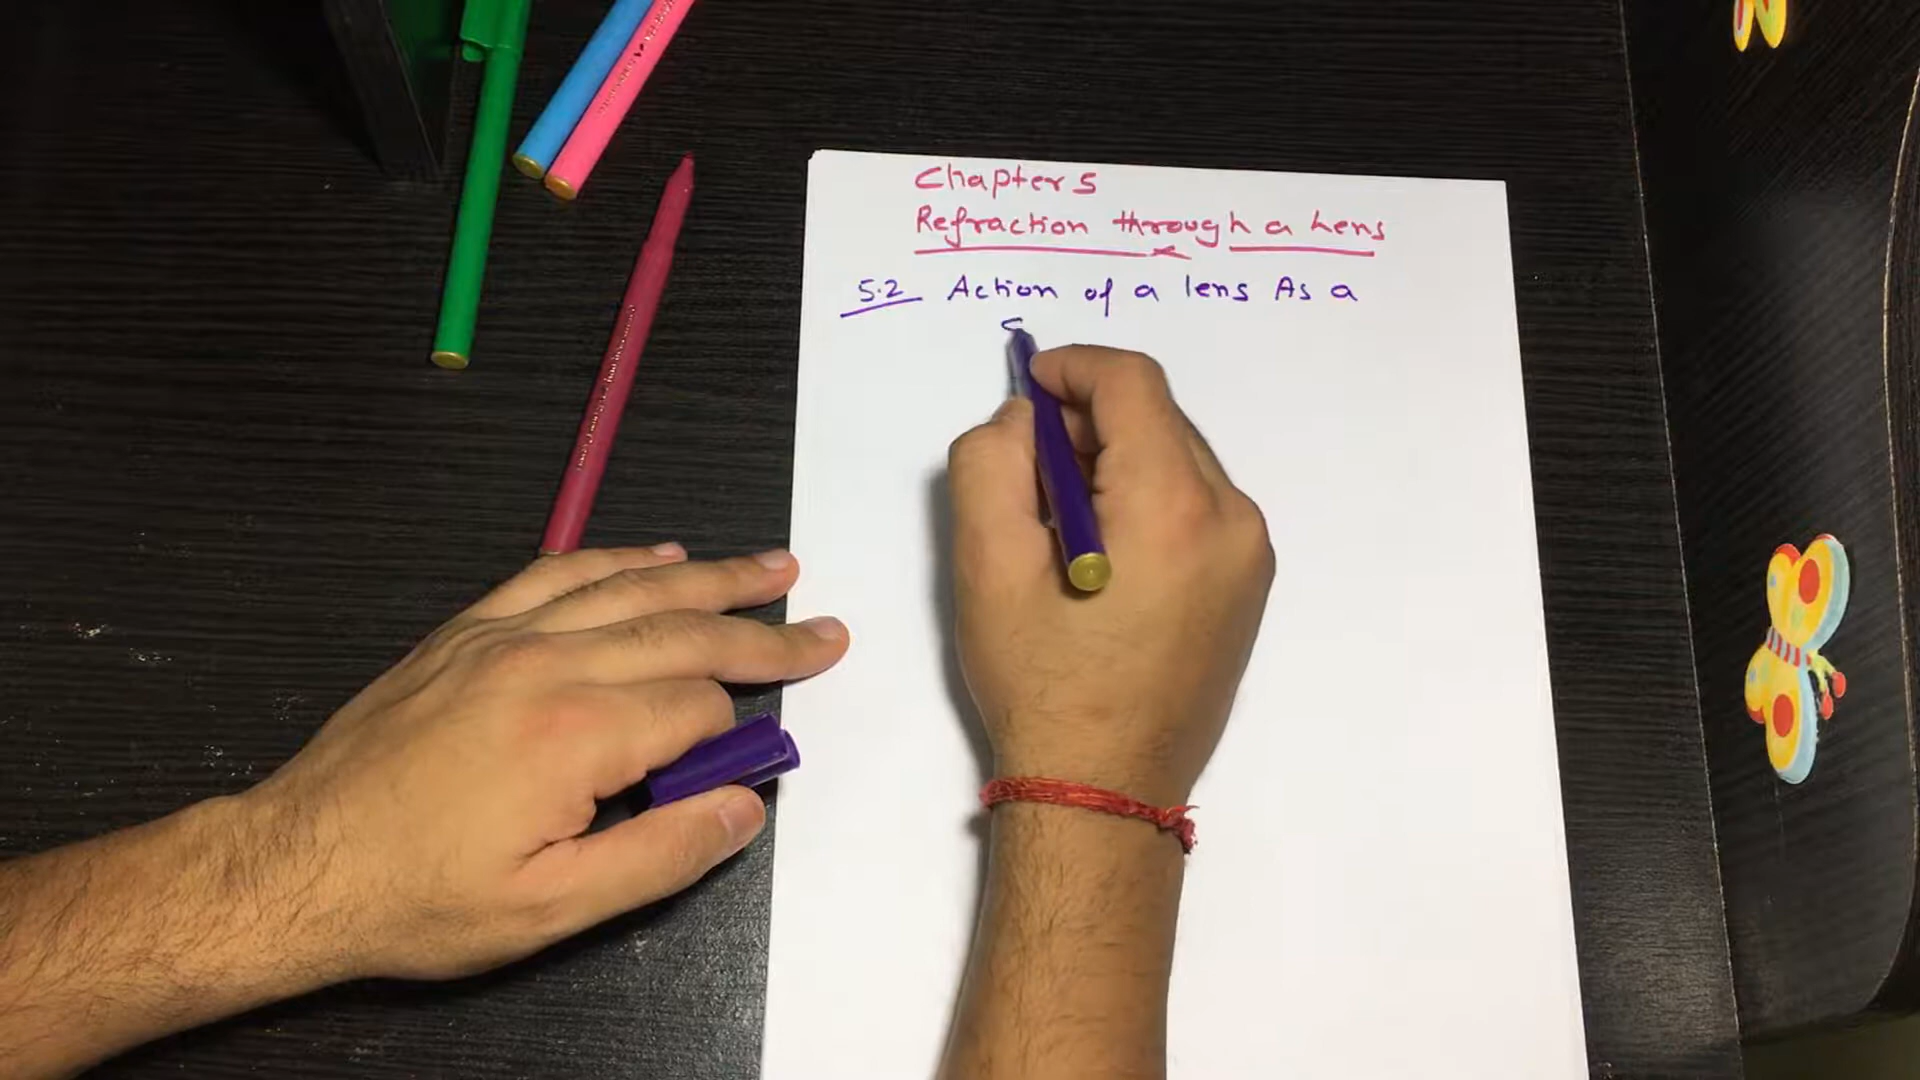 Chapter 5
Refraction through a Lens
5.2 Action of a lens As a